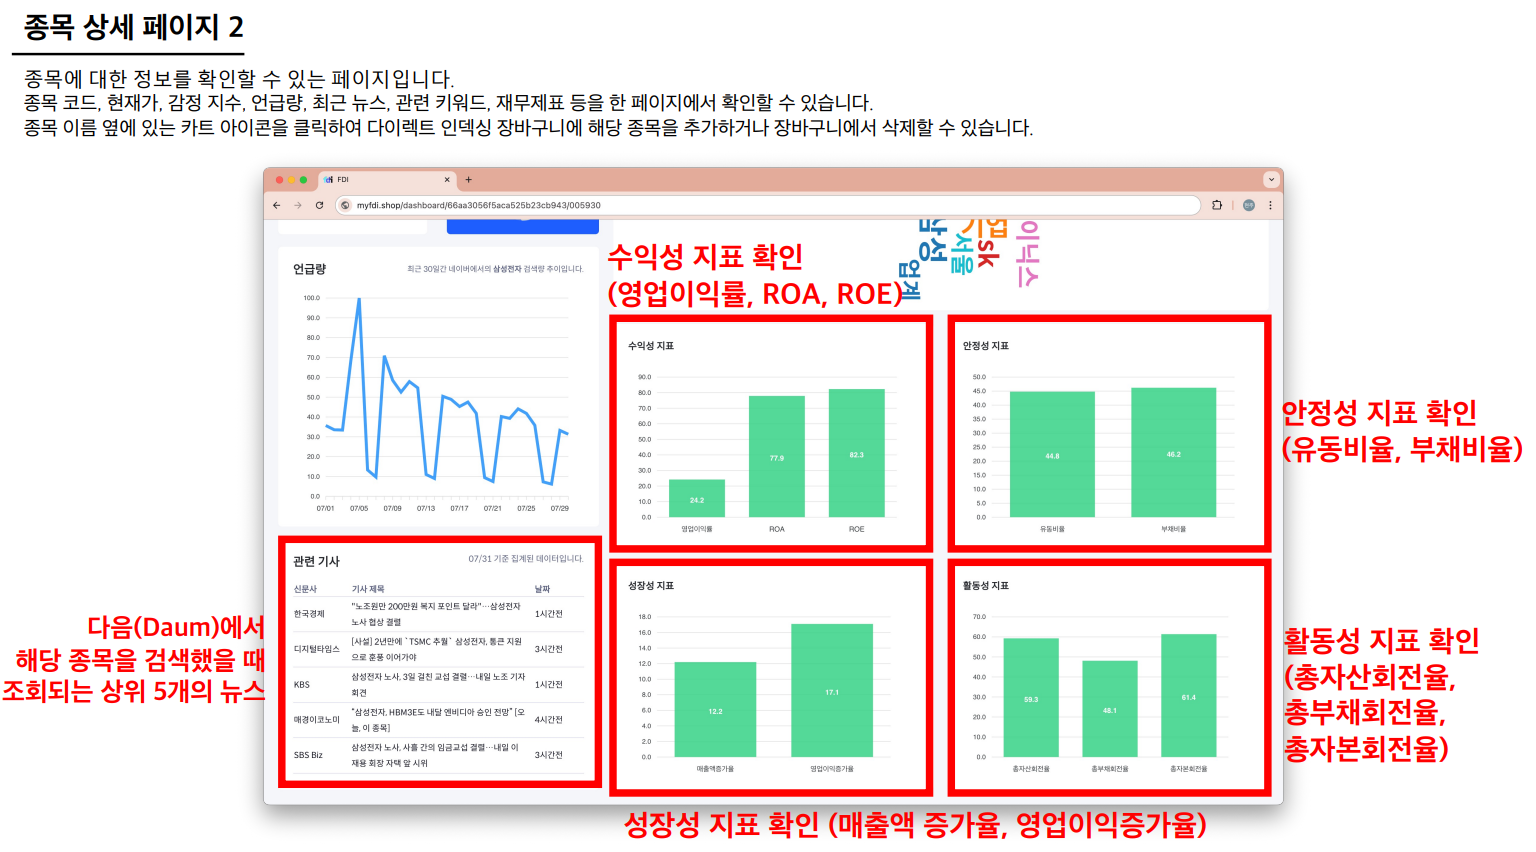 종목 상세 페이지 2
종목에 대한 정보를 확인할 수 있는 페이지입니다.
종목 코드, 현재가, 감정 지수, 언급량, 최근 뉴스, 관련 키워드, 재무제표 등을 한 페이지에서 확인할 수 있습니다.
종목 이름 옆에 있는 카트 아이콘을 클릭하여 다이렉트 인덱싱 장바구니에 해당 종목을 추가하거나 장바구니에서 삭제할 수 있습니다.
FDI
myfdi.shop/dashboard/66aa3056f5aca525b23cb943/005930
삼성
기업
서울
sk
이닉스
업계
언급량
최근 30일간 네이버에서의 삼성전자 검색량 추이입니다.
100.0
90.0
80.0
70.0
60.0
50.0
40.0
30.0
20.0
10.0
0.0
07/01 07/05 07/09 07/13 07/17 07/21 07/25 07/29
수익성 지표 확인
(영업이익률, ROA, ROE)
수익성 지표
90.0
80.0
70.0
60.0
50.0
40.0
30.0
20.0
10.0
0.0
24.2
77.9
82.3
영업이익률 ROA ROE
안정성 지표
50.0
45.0
40.0
35.0
30.0
25.0
20.0
15.0
10.0
5.0
0.0
44.8
46.2
유동비율 부채비율
안정성 지표 확인
(유동비율, 부채비율)
관련 기사
07/31 기준 집계된 데이터입니다.
신문사 기사 제목 날짜
한국경제 "노조원만 200만원 복지 포인트 달라"…삼성전자 1시간전
노사 협상 결렬
디지털타임스 [사설] 2년만에 `TSMC 추월` 삼성전자, 통큰 지원 3시간전
으로 훈풍 이어가야
KBS 삼성전자 노사, 3일 걸친 교섭 결렬…내일 노조 기자 1시간전
회견
매경이코노미 “삼성전자, HBM3E도 내달 엔비디아 승인 전망” [오 4시간전
늘, 이 종목]
SBS Biz 삼성전자 노사, 사흘 간의 임금교섭 결렬…내일 이 3시간전
재용 회장 자택 앞 시위
다음(Daum)에서
해당 종목을 검색했을 때
조회되는 상위 5개의 뉴스
성장성 지표
18.0
16.0
14.0
12.0
10.0
8.0
6.0
4.0
2.0
0.0
12.2
17.1
매출액증가율 영업이익증가율
활동성 지표
70.0
60.0
50.0
40.0
30.0
20.0
10.0
0.0
59.3
48.1
61.4
총자산회전율 총부채회전율 총자본회전율
활동성 지표 확인
(총자산회전율,
총부채회전율,
총자본회전율)
성장성 지표 확인 (매출액 증가율, 영업이익증가율)